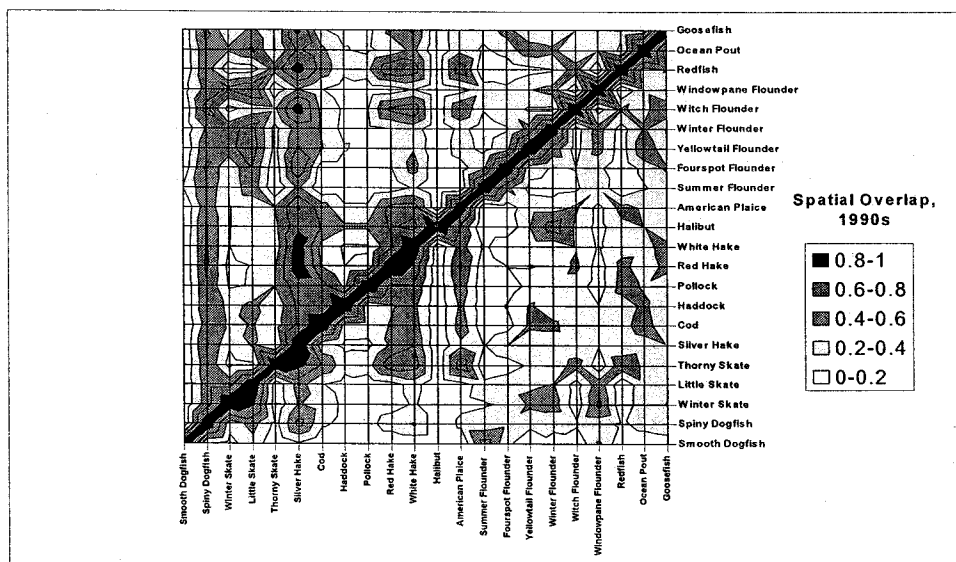 Goosefish
Ocean Pout
Redfish
Windowpane Flounder
Witch Flounder
Winter Flounder
Yellowtail Flounder
Fourspot Flounder
Summer Flounder
American Plaice
Halibut
White Hake
Red Hake
Pollock
Haddock
Cod
Silver Hake
Thorny Skate
Little Skate
Winter Skate
Spiny Dogfish
Smooth Dogfish
Spatial Overlap,
1990s
0.8-1
0.6-0.8
0.4-0.6
0.2-0.4
0-0.2
Smooth Dogfish
Spiny Dogfish
Winter Skate
Little Skate
Thorny Skate
Silver Hake
Cod
Haddock
Pollock
Red Hake
White Hake
Halibut
American Plaice
Summer Flounder
Fourspot Flounder
Yellowtail Flounder
Winter Flounder
Witch Flounder
Windowpane Flounder
Redfish
Ocean Pout
Goosefish